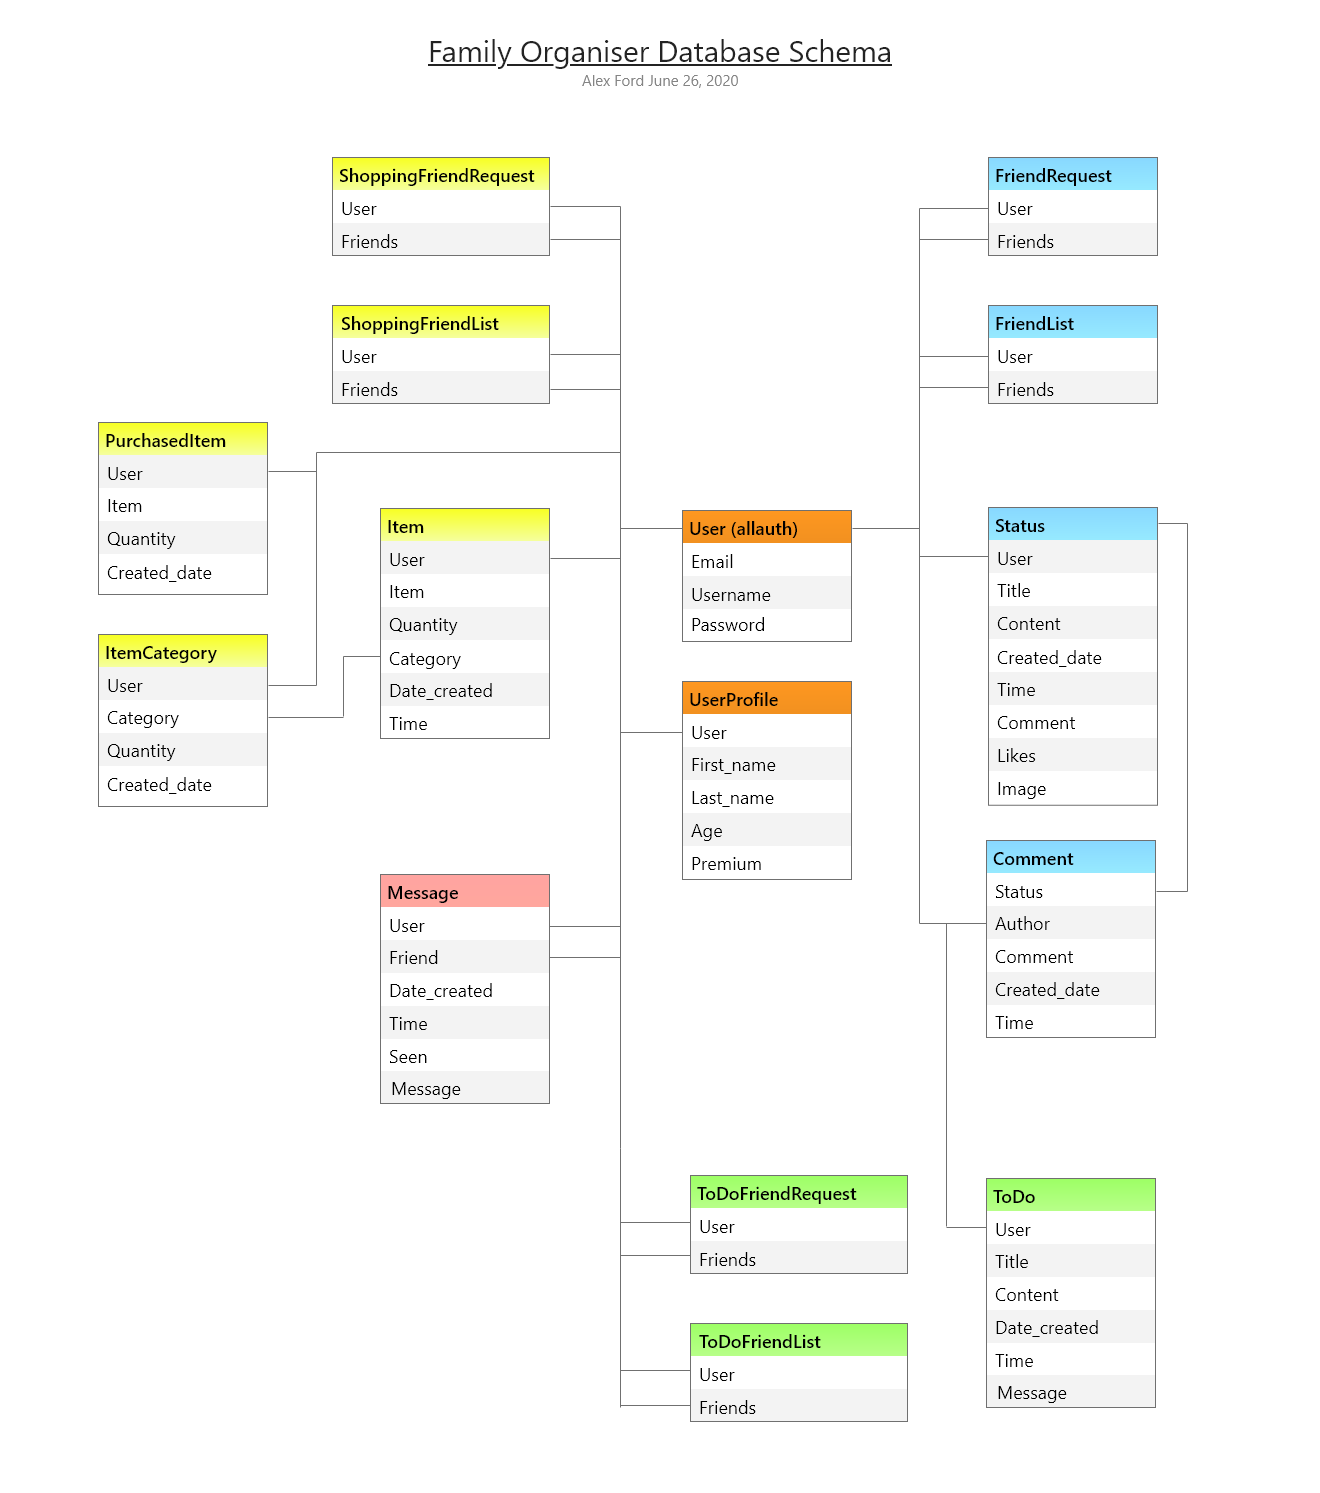 Family Organiser Database Schema
Alex Ford June 26, 2020
ShoppingFriendRequest
User
Friends
FriendRequest
User
Friends
ShoppingFriendList
User
Friends
FriendList
User
Friends
PurchasedItem
User
Item
Quantity
Created_date
Item
User
Item
Quantity
Category
Date_created
Time
User (allauth)
Email
Username
Password
Status
User
Title
Content
Created_date
Time
Comment
Likes
Image
ItemCategory
User
Category
Quantity
Created_date
UserProfile
User
First_name
Last_name
Age
Premium
Comment
Status
Author
Comment
Created_date
Time
Message
User
Friend
Date_created
Time
Seen
Message
ToDoFriendRequest
User
Friends
ToDo
User
Title
Content
Date_created
Time
Message
ToDoFriendList
User
Friends